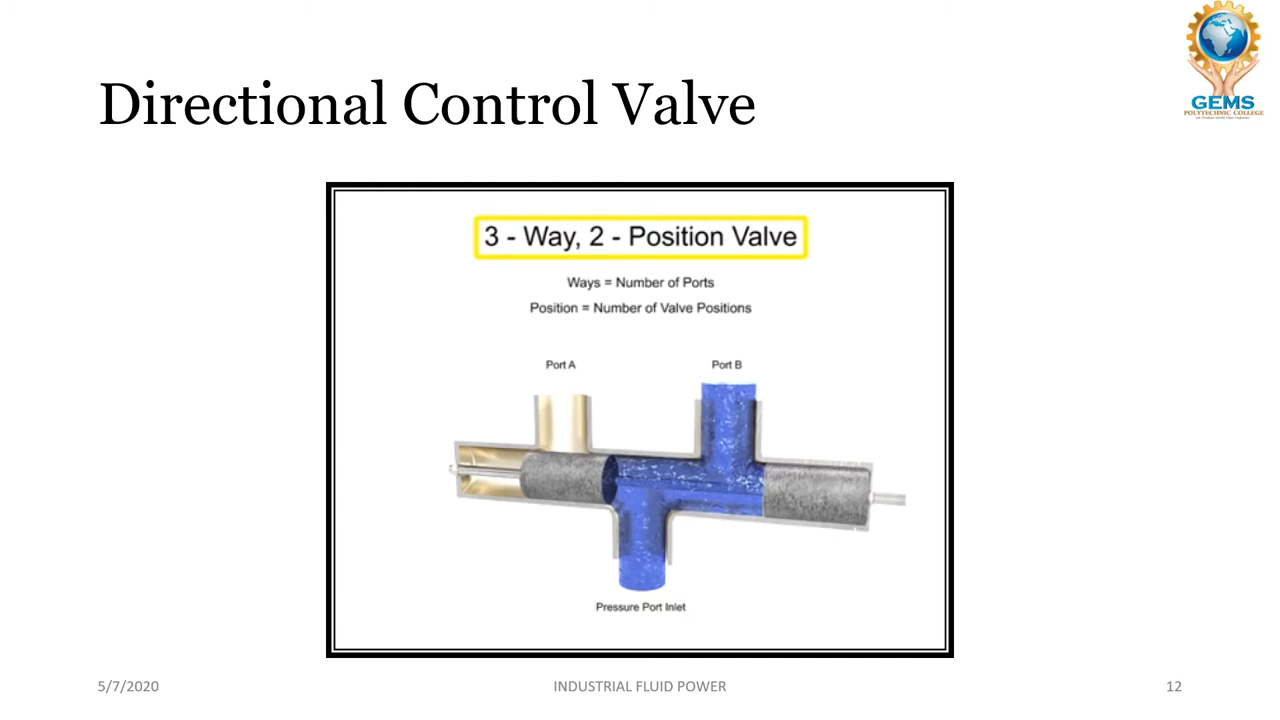 GEMS
POLYTECHNIC COLLEGE
Directional Control Valve
3 - Way, 2 - Position Valve
Ways = Number of Ports
Position = Number of Valve Positions
Port A
Port B
Pressure Port Inlet
5/7/2020
INDUSTRIAL FLUID POWER
12